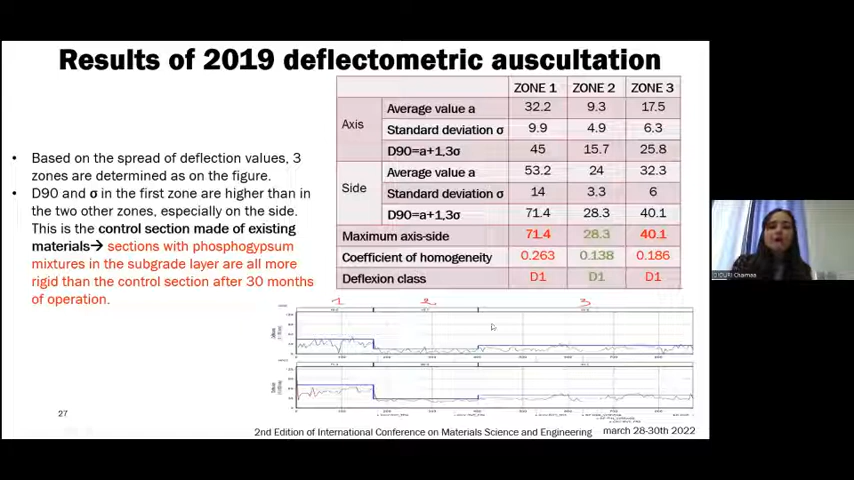 Results of 2019 deflectometric auscultation
ZONE 1 ZONE 2 ZONE 3
Axis
Average value a 32.2 9.3 17.5
Standard deviation σ 9.9 4.9 6.3
D90=a+1,3σ 45 15.7 25.8
Side
Average value a 53.2 24 32.3
Standard deviation σ 14 3.3 6
D90=a+1,3σ 71.4 28.3 40.1
Maximum axis-side 71.4 28.3 40.1
Coefficient of homogeneity 0.263 0.138 0.186
Deflexion class D1 D1 D1
• Based on the spread of deflection values, 3
zones are determined as on the figure.
• D90 and σ in the first zone are higher than in
the two other zones, especially on the side.
This is the control section made of existing
materials→ sections with phosphogypsum
mixtures in the subgrade layer are all more
rigid than the control section after 30 months
of operation.
1 2 3
27
2nd Edition of International Conference on Materials Science and Engineering march 28-30th 2022